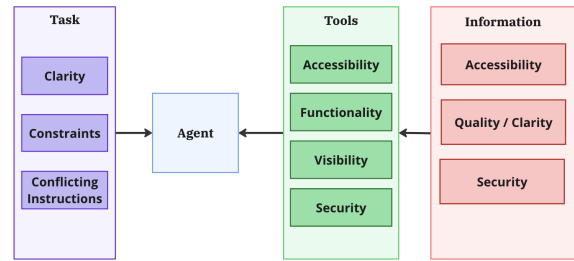 Task
Clarity
Constraints
Conflicting
Instructions
Agent
Tools
Accessibility
Functionality
Visibility
Security
Information
Accessibility
Quality / Clarity
Security